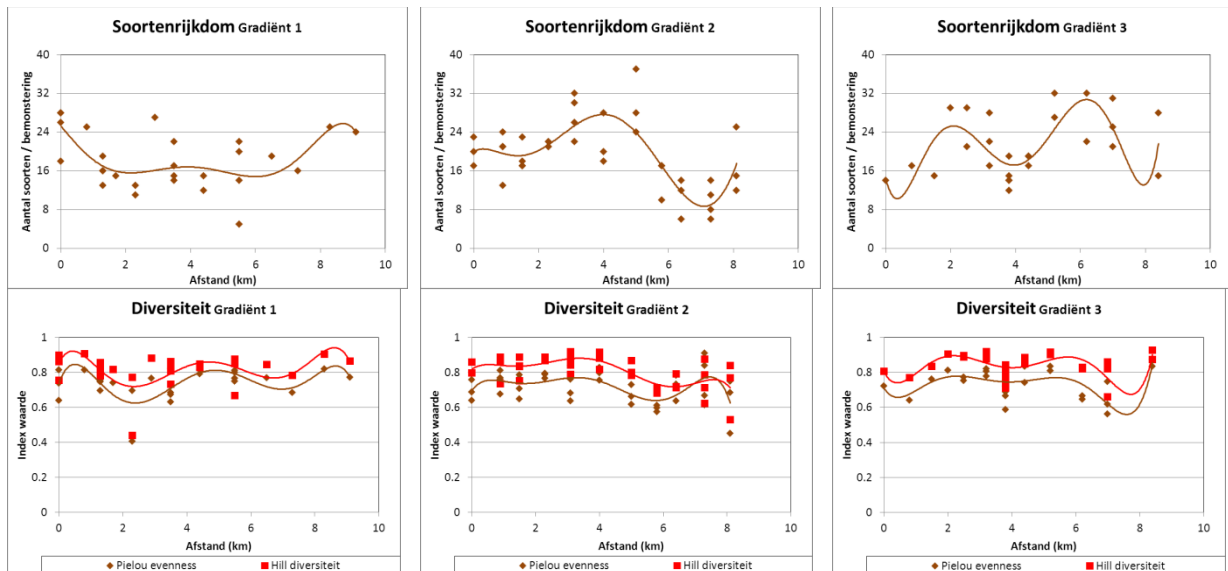 Soortenrijkdom Gradiënt 1
Aantal soorten / bemonstering
40
32
24
16
8
0
0 2 4 6 8 10
Afstand (km)
Soortenrijkdom Gradiënt 2
Aantal soorten / bemonstering
40
32
24
16
8
0
0 2 4 6 8 10
Afstand (km)
Soortenrijkdom Gradiënt 3
Aantal soorten / bemonstering
40
32
24
16
8
0
0 2 4 6 8 10
Afstand (km)
Diversiteit Gradiënt 1
Index waarde
1
0.8
0.6
0.4
0.2
0
0 2 4 6 8 10
Afstand (km)
Pielou evenness Hill diversiteit
Diversiteit Gradiënt 2
Index waarde
1
0.8
0.6
0.4
0.2
0
0 2 4 6 8 10
Afstand (km)
Pielou evenness Hill diversiteit
Diversiteit Gradiënt 3
Index waarde
1
0.8
0.6
0.4
0.2
0
0 2 4 6 8 10
Afstand (km)
Pielou evenness Hill diversiteit